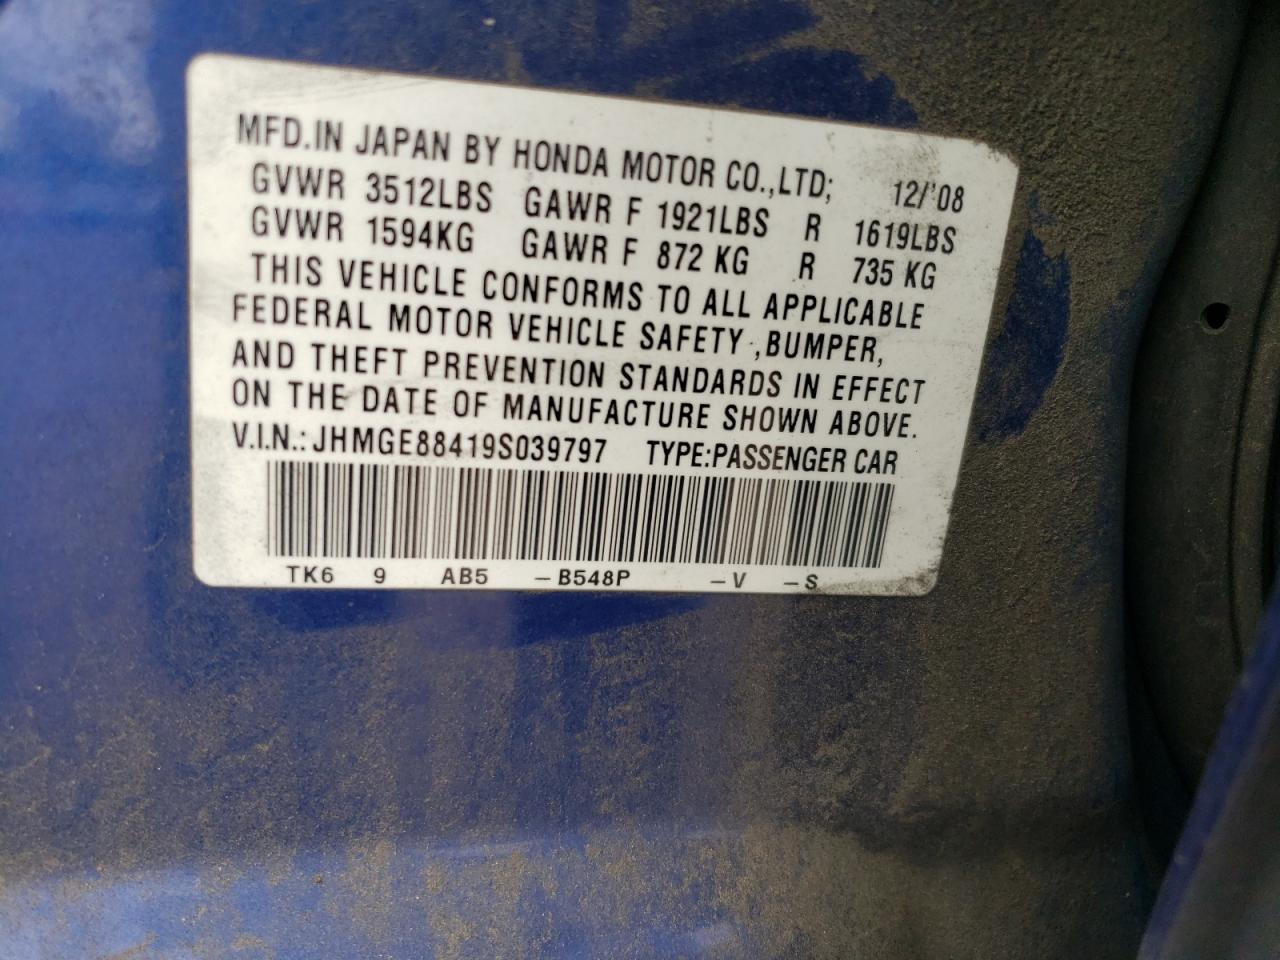 MFD.IN JAPAN BY HONDA MOTOR CO.,LTD; 12/'08
GVWR 3512LBS GAWR F 1921LBS R 1619LBS
GVWR 1594KG GAWR F 872 KG R 735 KG
THIS VEHICLE CONFORMS TO ALL APPLICABLE
FEDERAL MOTOR VEHICLE SAFETY ,BUMPER,
AND THEFT PREVENTION STANDARDS IN EFFECT
ON THE DATE OF MANUFACTURE SHOWN ABOVE.
V.I.N.: JHMGE88419S039797 TYPE:PASSENGER CAR
TK6 9 AB5 -B548P -V -S